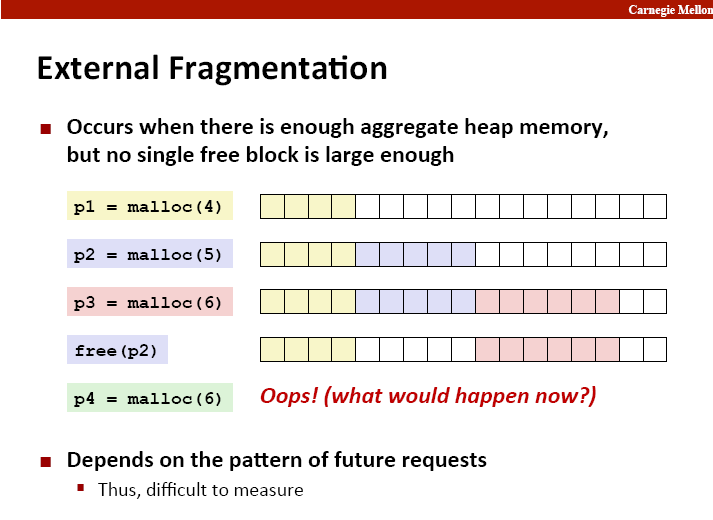 Carnegie Mellon
External Fragmentation
Occurs when there is enough aggregate heap memory,
but no single free block is large enough
p1 = malloc(4)
p2 = malloc(5)
p3 = malloc(6)
free(p2)
p4 = malloc(6)
Oops! (what would happen now?)
Depends on the pattern of future requests
Thus, difficult to measure